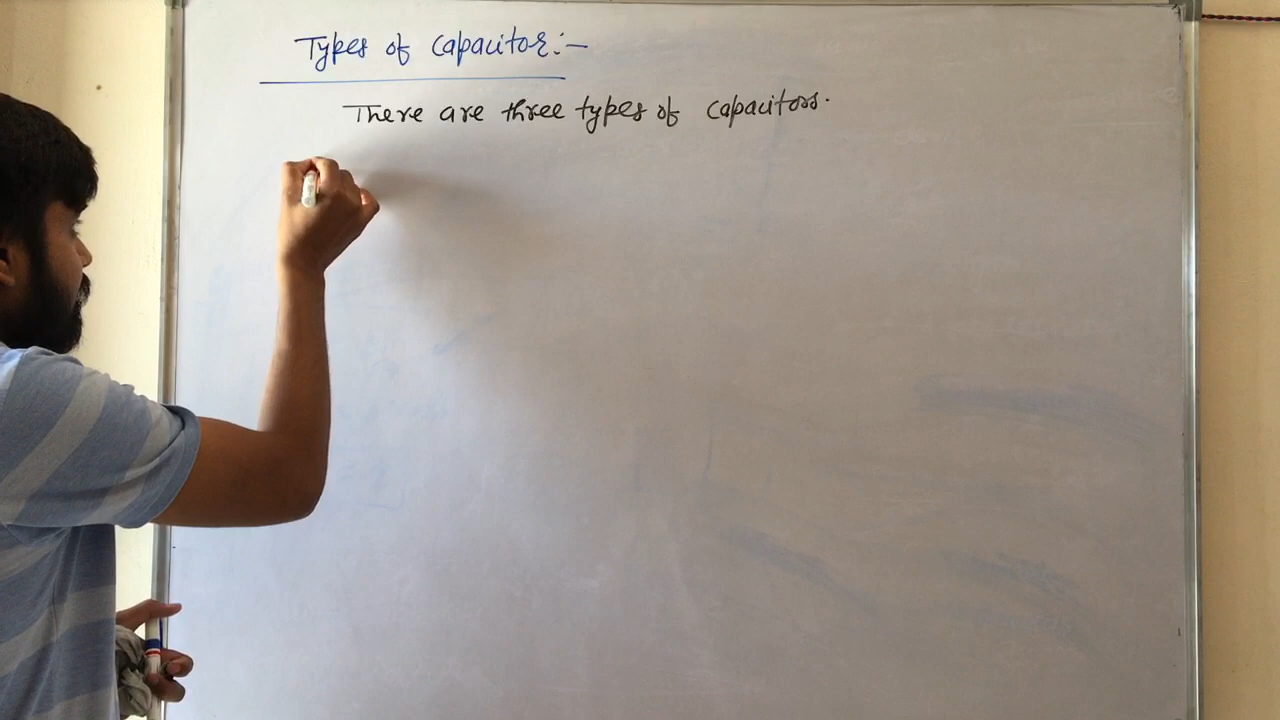 Types of capacitor:-
There are three types of capacitors.